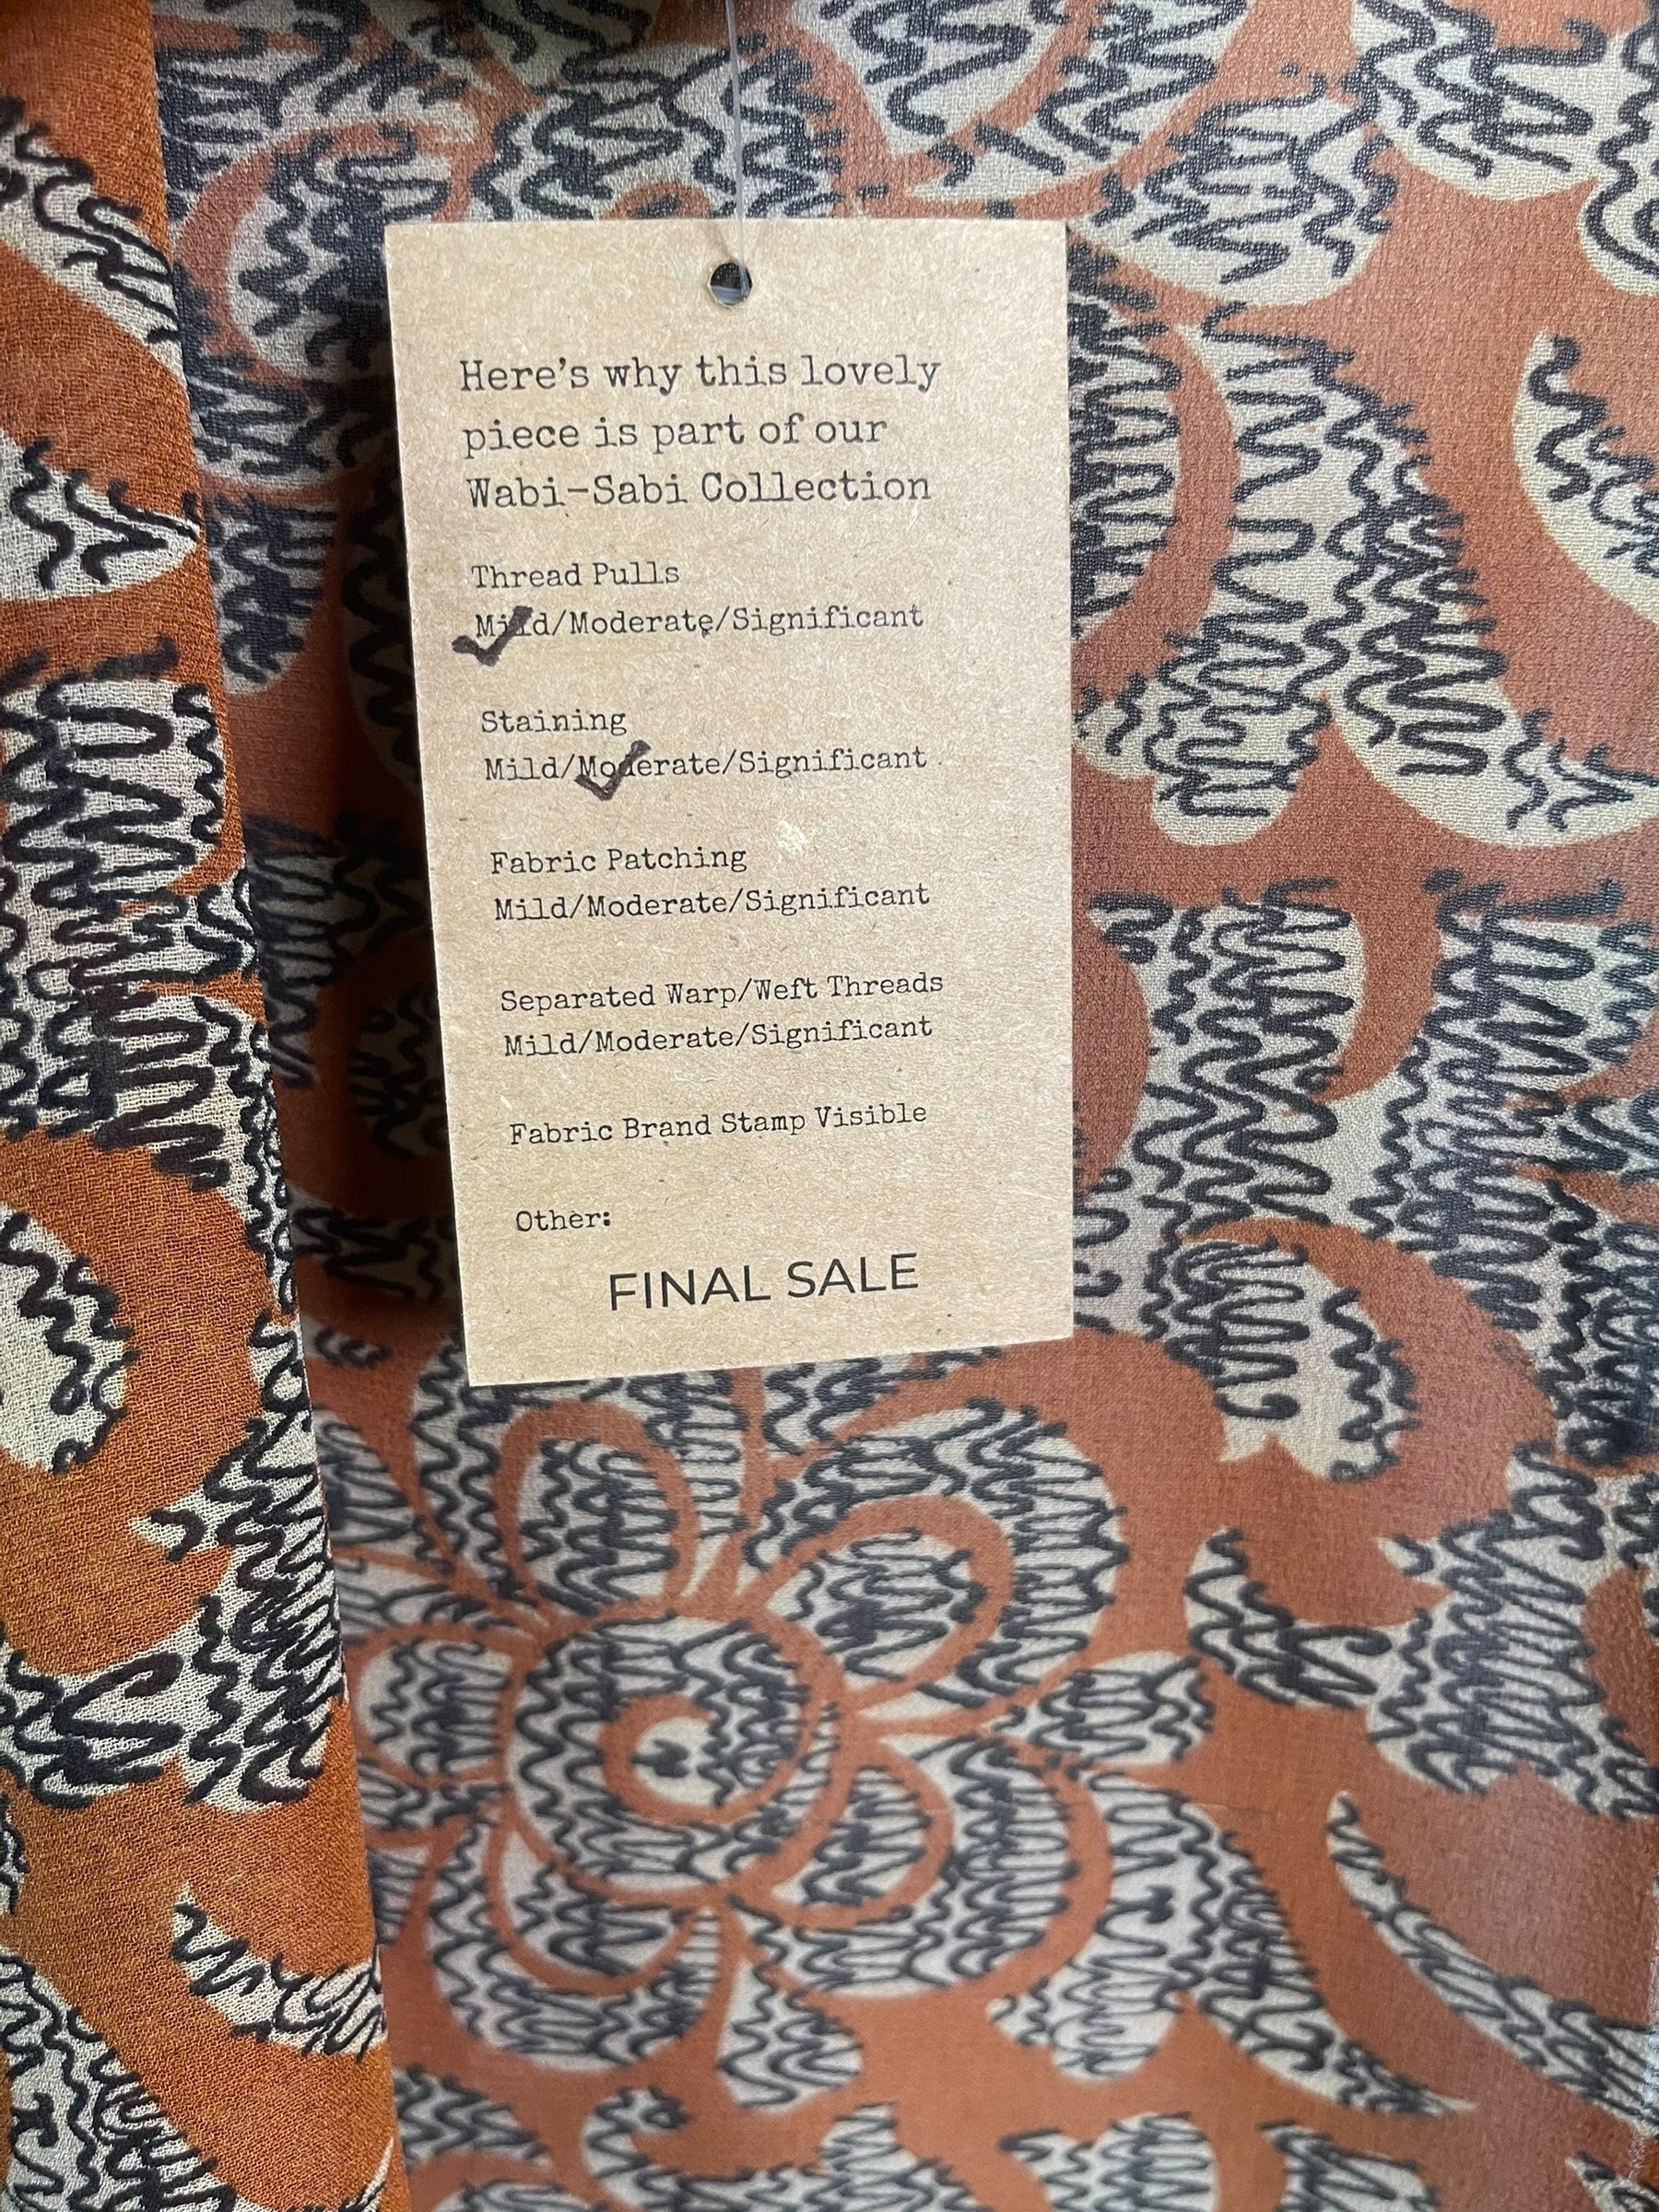 Here's why this lovely
piece is part of our
Wabi-Sabi Collection
Thread Pulls
Mild/Moderate/Significant
Staining
Mild/Moderate/Significant
Fabric Patching
Mild/Moderate/Significant
Separated Warp/Weft Threads
Mild/Moderate/Significant
Fabric Brand Stamp Visible
Other:
FINAL SALE